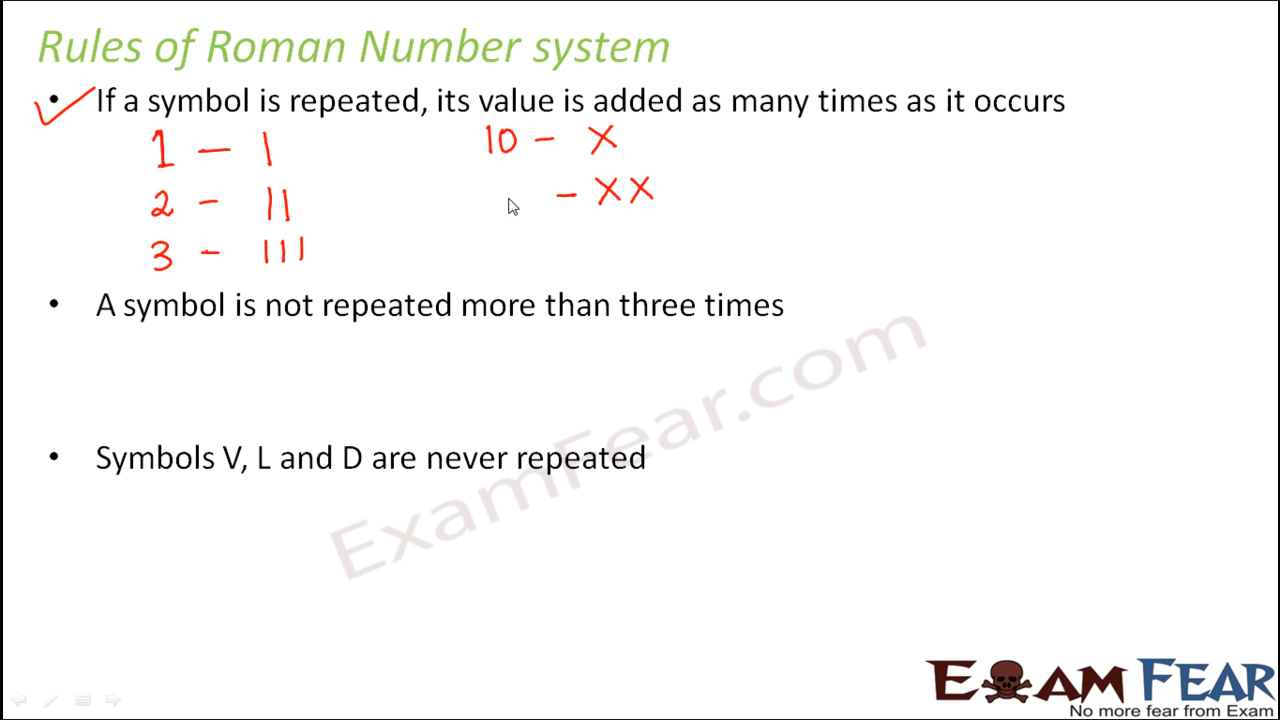 Rules of Roman Number system
• If a symbol is repeated, its value is added as many times as it occurs
1 – I 10 – X
2 – II – XX
3 – III
• A symbol is not repeated more than three times
• Symbols V, L and D are never repeated
ExamFear.com
EXAM FEAR
No more fear from Exam